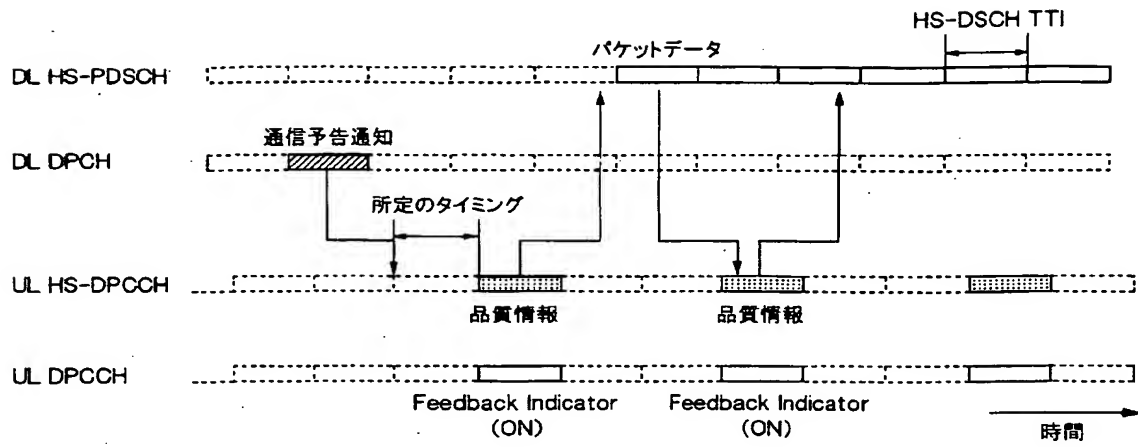 HS-DSCH TTI
パケットデータ
DL HS-PDSCH
通信予告通知
DL DPCH
所定のタイミング
UL HS-DPCCH
品質情報
品質情報
UL DPCCH
Feedback Indicator
(ON)
Feedback Indicator
(ON)
時間